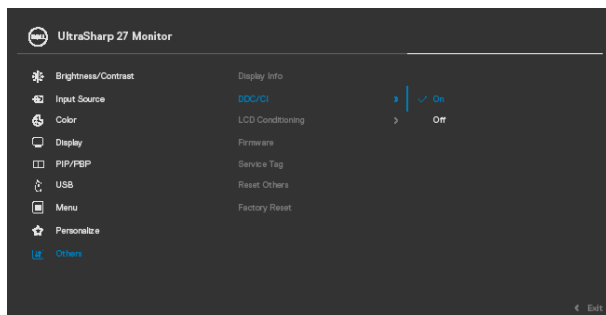 DELL UltraSharp 27 Monitor
Brightness/Contrast Display Info
Input Source DDC/CI On
Color LCD Conditioning Off
Display Firmware
PIP/PBP Service Tag
USB Reset Others
Menu Factory Reset
Personalize
Others
Exit